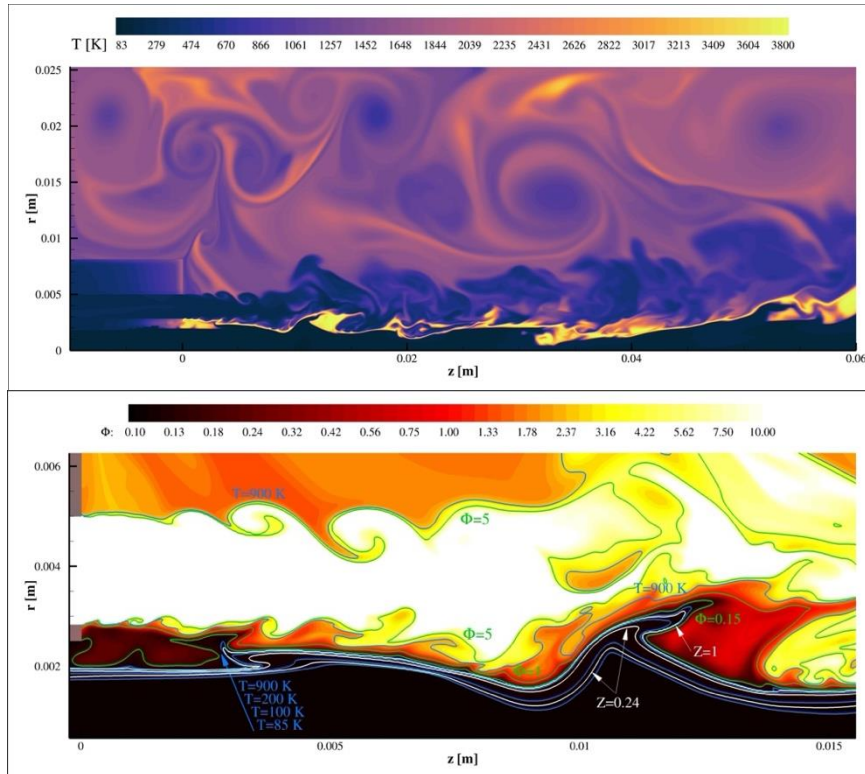 T [K] 83 279 474 670 866 1061 1257 1452 1648 1844 2039 2235 2431 2626 2822 3017 3213 3409 3604 3800
0.025
0.02
0.015
r [m]
0.01
0.005
0
0 0.02 0.04 0.06
z [m]
Φ: 0.10 0.13 0.18 0.24 0.32 0.42 0.56 0.75 1.00 1.33 1.78 2.37 3.16 4.22 5.62 7.50 10.00
0.006
T=900 K
Φ=5
0.004
r [m]
T=900 K
Φ=5
Φ=0.15
Z=1
0.002
T=900 K
T=200 K
T=100 K
T=85 K
Z=0.24
0 0.005 0.01 0.015
z [m]